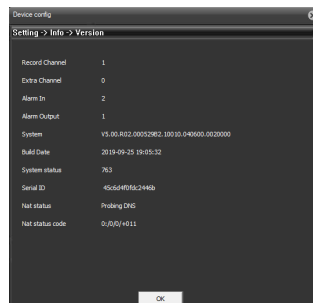 Device config
Setting -> Info -> Version
Record Channel 1
Extra Channel 0
Alarm In 2
Alarm Output 1
System V5.00.R02.00052982.10010.040600.0020000
Build Date 2019-09-25 19:05:32
System status 763
Serial ID 45c6d4f0fdc2446b
Nat status Probing DNS
Nat status code 0:/0/0/+011
OK